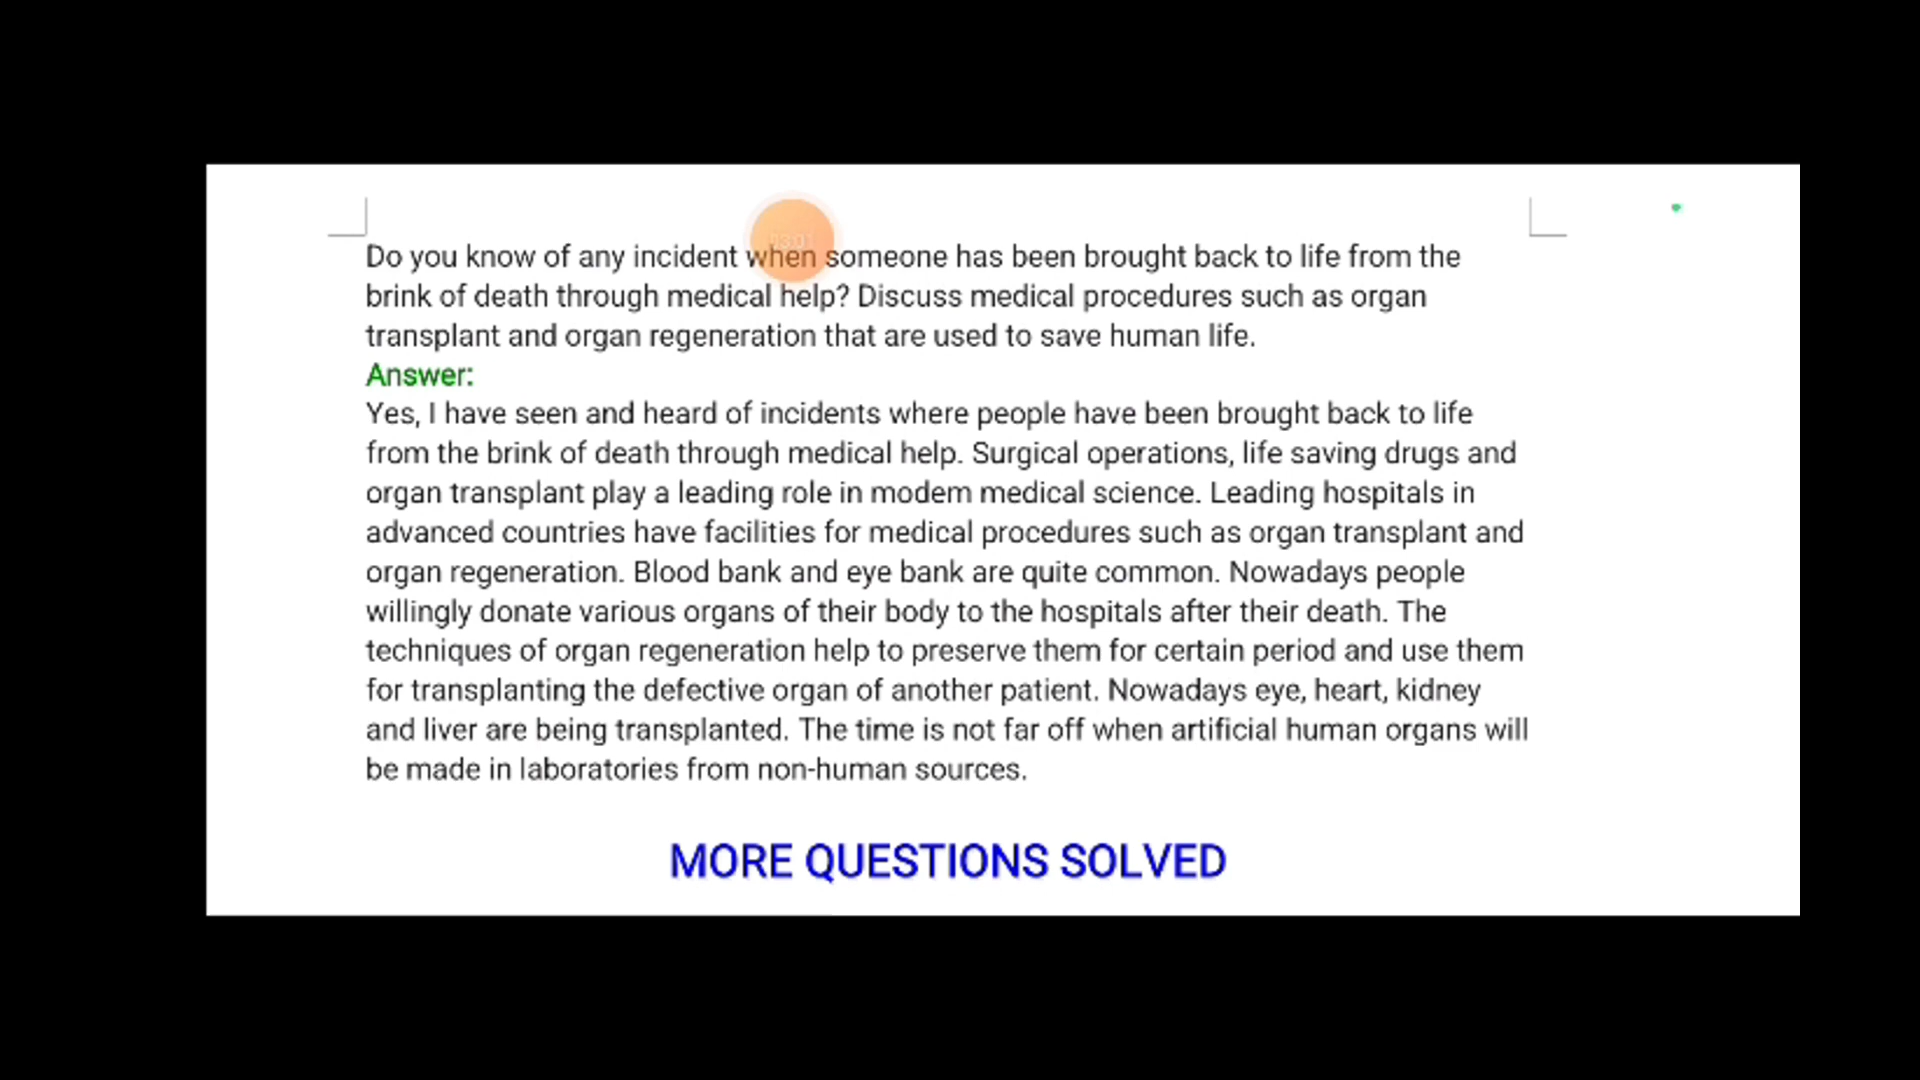 Do you know of any incident when someone has been brought back to life from the
brink of death through medical help? Discuss medical procedures such as organ
transplant and organ regeneration that are used to save human life.
Answer:
Yes, I have seen and heard of incidents where people have been brought back to life
from the brink of death through medical help. Surgical operations, life saving drugs and
organ transplant play a leading role in modem medical science. Leading hospitals in
advanced countries have facilities for medical procedures such as organ transplant and
organ regeneration. Blood bank and eye bank are quite common. Nowadays people
willingly donate various organs of their body to the hospitals after their death. The
techniques of organ regeneration help to preserve them for certain period and use them
for transplanting the defective organ of another patient. Nowadays eye, heart, kidney
and liver are being transplanted. The time is not far off when artificial human organs will
be made in laboratories from non-human sources.
MORE QUESTIONS SOLVED